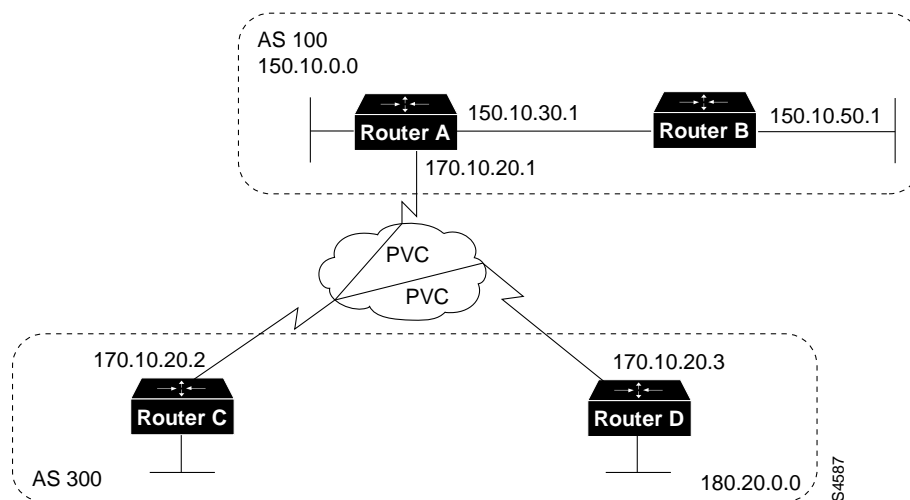 AS 100
150.10.0.0
Router A
150.10.30.1
Router B
150.10.50.1
170.10.20.1
PVC
PVC
170.10.20.2
170.10.20.3
Router C
Router D
AS 300
180.20.0.0
S4587